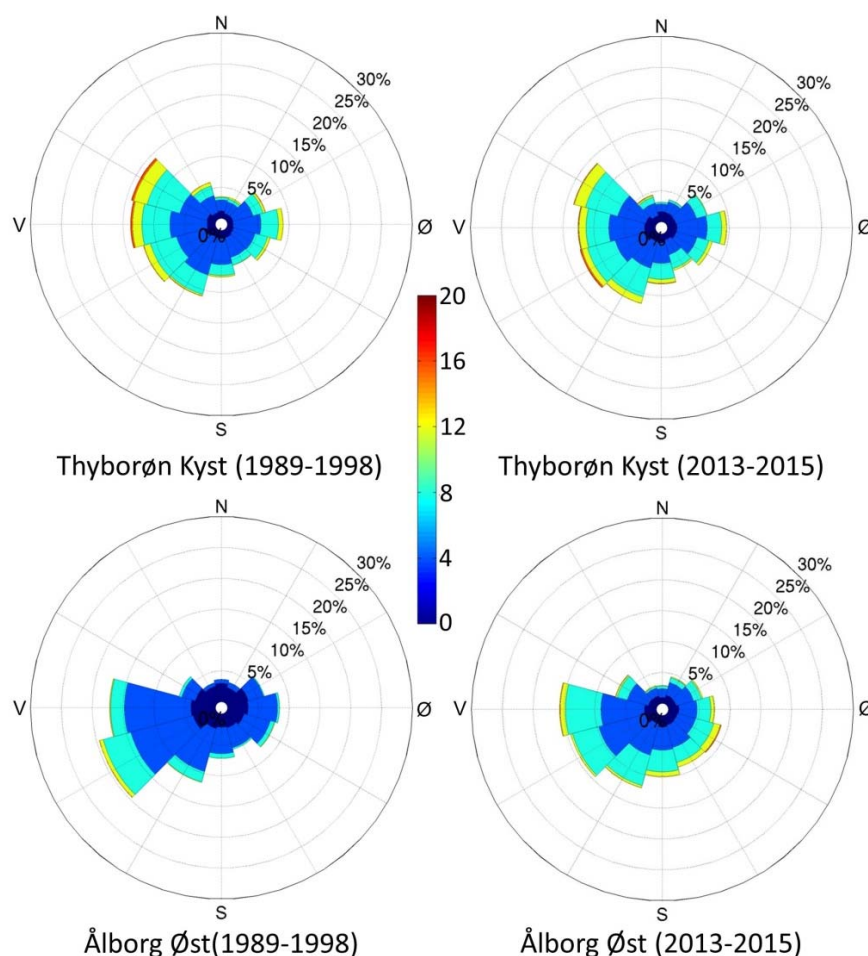 N
30%
25%
20%
15%
10%
5%
0%
V
Ø
S
Thyborøn Kyst (1989-1998)
N
30%
25%
20%
15%
10%
5%
0%
V
Ø
S
Thyborøn Kyst (2013-2015)
20
16
12
8
4
0
N
30%
25%
20%
15%
10%
5%
0%
V
Ø
S
Ålborg Øst(1989-1998)
N
30%
25%
20%
15%
10%
5%
0%
V
Ø
S
Ålborg Øst (2013-2015)